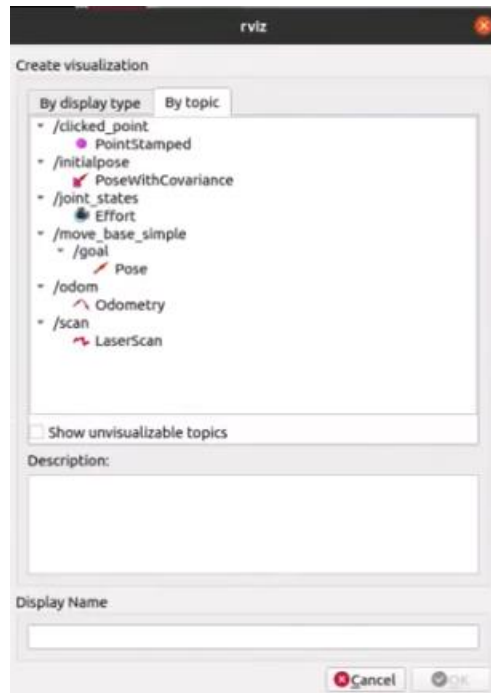 rviz
Create visualization
By display type By topic
/clicked_point
PointStamped
/initialpose
PoseWithCovariance
/joint_states
Effort
/move_base_simple
/goal
Pose
/odom
Odometry
/scan
LaserScan
Show unvisualizable topics
Description:
Display Name
Cancel OK